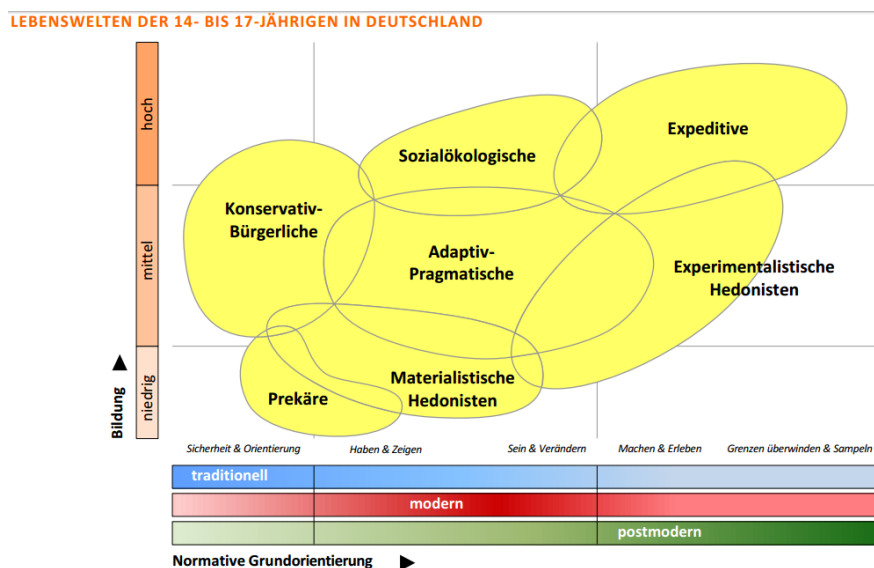 LEBENSWELTEN DER 14- BIS 17-JÄHRIGEN IN DEUTSCHLAND
hoch
Expeditive
Sozialökologische
Konservativ-
Bürgerliche
mittel
Adaptiv-
Pragmatische
Experimentalistische
Hedonisten
Bildung
niedrig
Prekäre
Materialistische
Hedonisten
Sicherheit & Orientierung
Haben & Zeigen
Sein & Verändern
Machen & Erleben
Grenzen überwinden & Sampeln
traditionell
modern
postmodern
Normative Grundorientierung